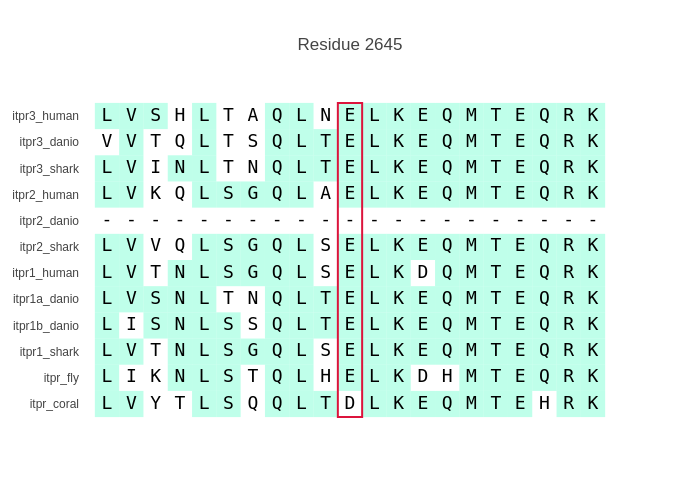 Residue 2645
itpr3_human L V S H L T A Q L N E L K E Q M T E Q R K
itpr3_danio V V T Q L T S Q L T E L K E Q M T E Q R K
itpr3_shark L V I N L T N Q L T E L K E Q M T E Q R K
itpr2_human L V K Q L S G Q L A E L K E Q M T E Q R K
itpr2_danio - - - - - - - - - - - - - - - - - - - - -
itpr2_shark L V V Q L S G Q L S E L K E Q M T E Q R K
itpr1_human L V T N L S G Q L S E L K D Q M T E Q R K
itpr1a_danio L V S N L T N Q L T E L K E Q M T E Q R K
itpr1b_danio L I S N L S S Q L T E L K E Q M T E Q R K
itpr1_shark L V T N L S G Q L S E L K E Q M T E Q R K
itpr_fly L I K N L S T Q L H E L K D H M T E Q R K
itpr_coral L V Y T L S Q Q L T D L K E Q M T E H R K